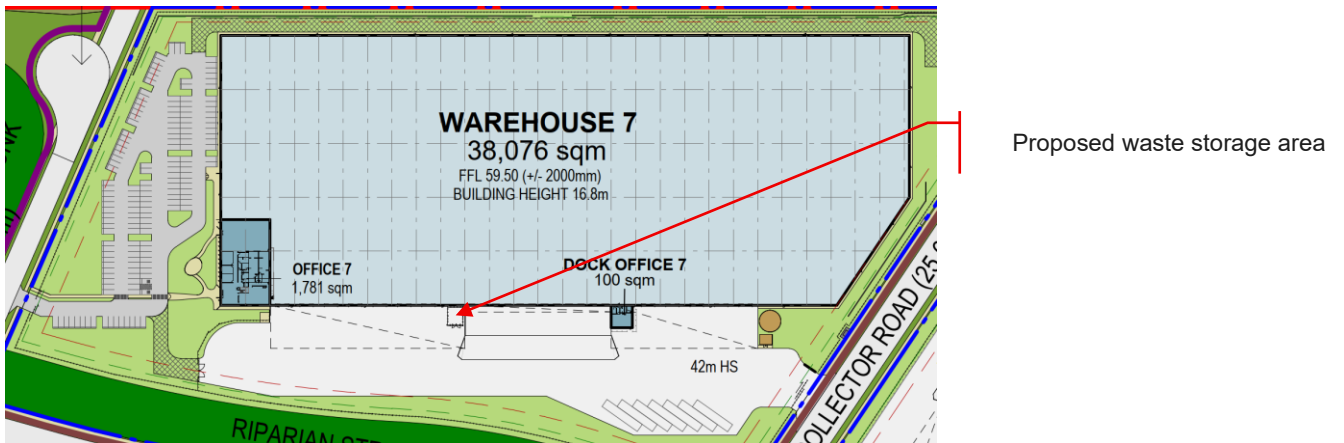 WAREHOUSE 7
38,076 sqm
FFL 59.50 (+/- 2000mm)
BUILDING HEIGHT 16.8m
Proposed waste storage area
OFFICE 7
1,781 sqm
DOCK OFFICE 7
100 sqm
42m HS
OLLECTOR ROAD (25.
RIPARIAN